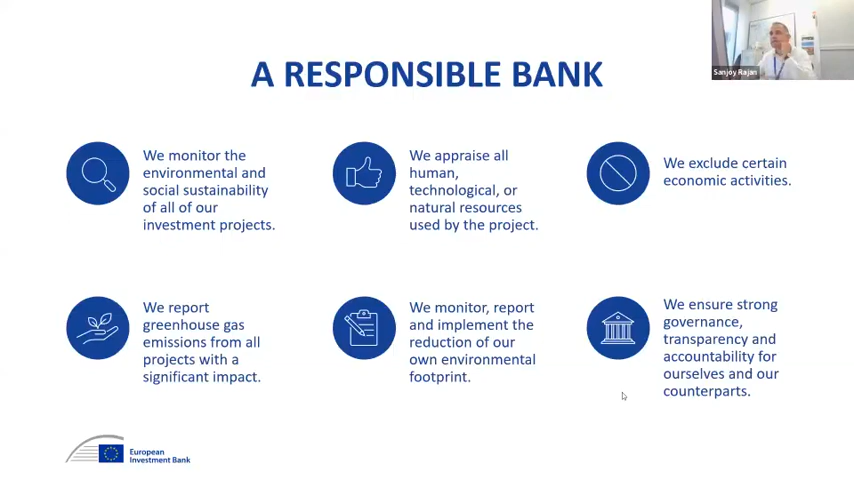 A RESPONSIBLE BANK
Sanjoy Rajan
We monitor the
environmental and
social sustainability
of all of our
investment projects.
We appraise all
human,
technological, or
natural resources
used by the project.
We exclude certain
economic activities.
We report
greenhouse gas
emissions from all
projects with a
significant impact.
We monitor, report
and implement the
reduction of our
own environmental
footprint.
We ensure strong
governance,
transparency and
accountability for
ourselves and our
counterparts.
European
Investment Bank